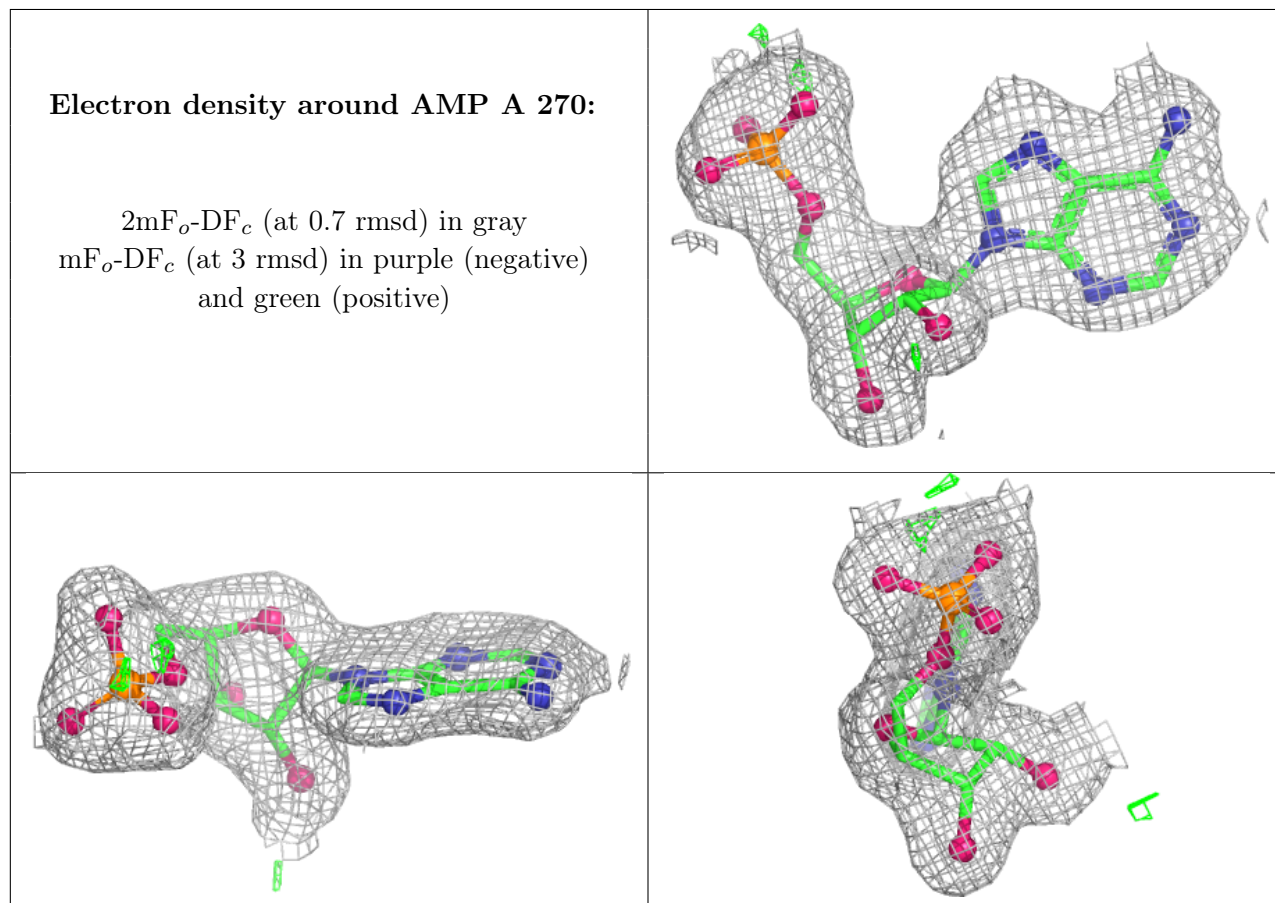 Electron density around AMP A 270:
2mFₒ-DF𝑐 (at 0.7 rmsd) in gray
mFₒ-DF𝑐 (at 3 rmsd) in purple (negative)
and green (positive)